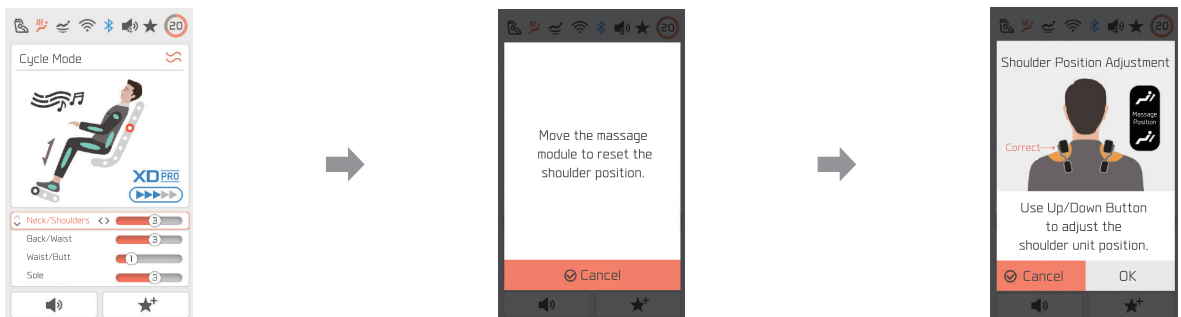 20
Cycle Mode
XD PRO
Neck/Shoulders <> 3
Back/Waist 3
Waist/Butt 1
Sole 3
20
Move the massage
module to reset the
shoulder position.
Cancel
20
Shoulder Position Adjustment
Massage
Position
Correct
Use Up/Down Button
to adjust the
shoulder unit position.
Cancel OK